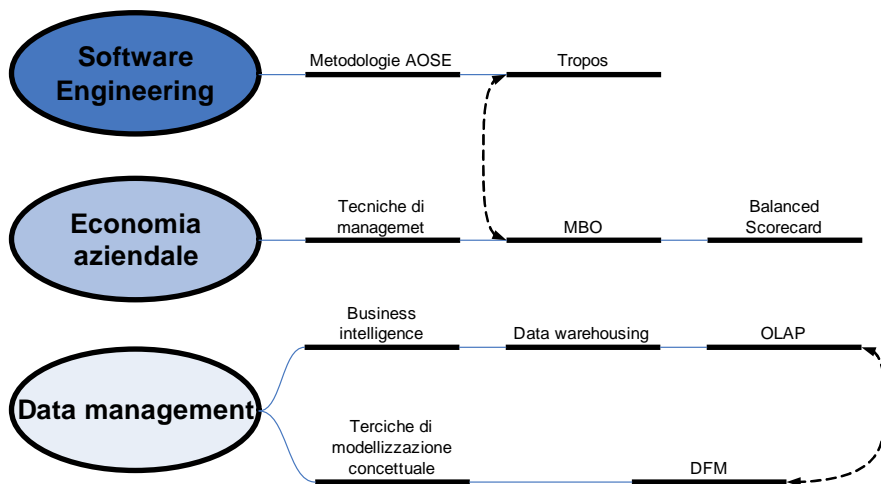 Software
Engineering
Metodologie AOSE
Tropos
Economia
aziendale
Tecniche di
managemet
MBO
Balanced
Scorecard
Data management
Business
intelligence
Data warehousing
OLAP
Terciche di
modellizzazione
concettuale
DFM